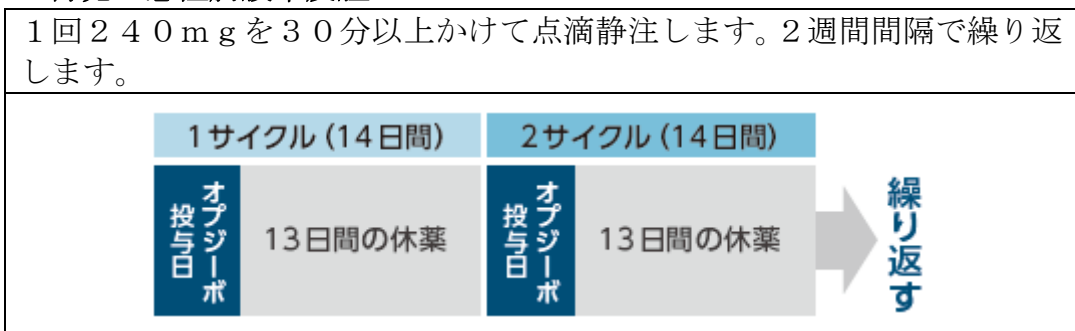 １回２４０ｍｇを３０分以上かけて点滴静注します。２週間間隔で繰り返
します。
1サイクル（14日間）
2サイクル（14日間）
オプジーボ
投与日
13日間の休薬
オプジーボ
投与日
13日間の休薬
繰り返す